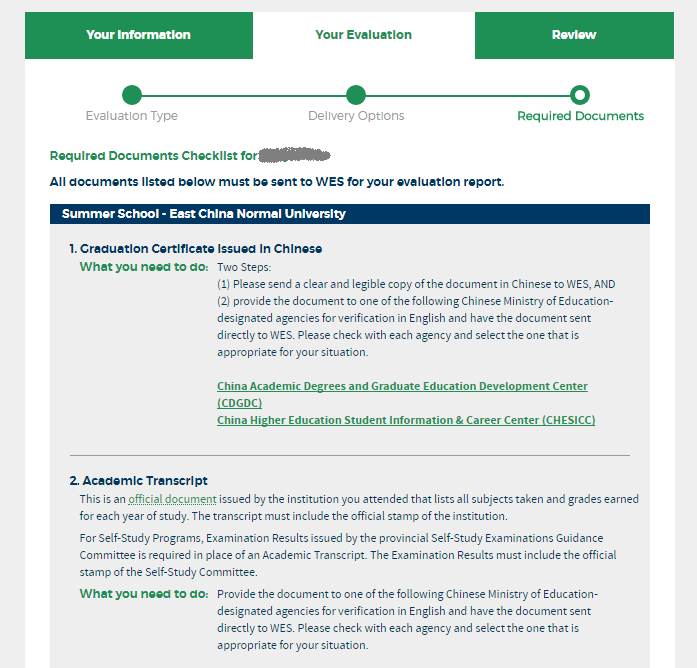 Your Information
Your Evaluation
Review
Evaluation Type
Delivery Options
Required Documents
Required Documents Checklist for
All documents listed below must be sent to WES for your evaluation report.
Summer School - East China Normal University
1. Graduation Certificate issued in Chinese
What you need to do: Two Steps:
(1) Please send a clear and legible copy of the document in Chinese to WES, AND
(2) provide the document to one of the following Chinese Ministry of Education-
designated agencies for verification in English and have the document sent
directly to WES. Please check with each agency and select the one that is
appropriate for your situation.
China Academic Degrees and Graduate Education Development Center
(CDGDC)
China Higher Education Student Information & Career Center (CHESICC)
2. Academic Transcript
This is an official document issued by the institution you attended that lists all subjects taken and grades earned
for each year of study. The transcript must include the official stamp of the institution.
For Self-Study Programs, Examination Results issued by the provincial Self-Study Examinations Guidance
Committee is required in place of an Academic Transcript. The Examination Results must include the official
stamp of the Self-Study Committee.
What you need to do: Provide the document to one of the following Chinese Ministry of Education-
designated agencies for verification in English and have the document sent
directly to WES. Please check with each agency and select the one that is
appropriate for your situation.